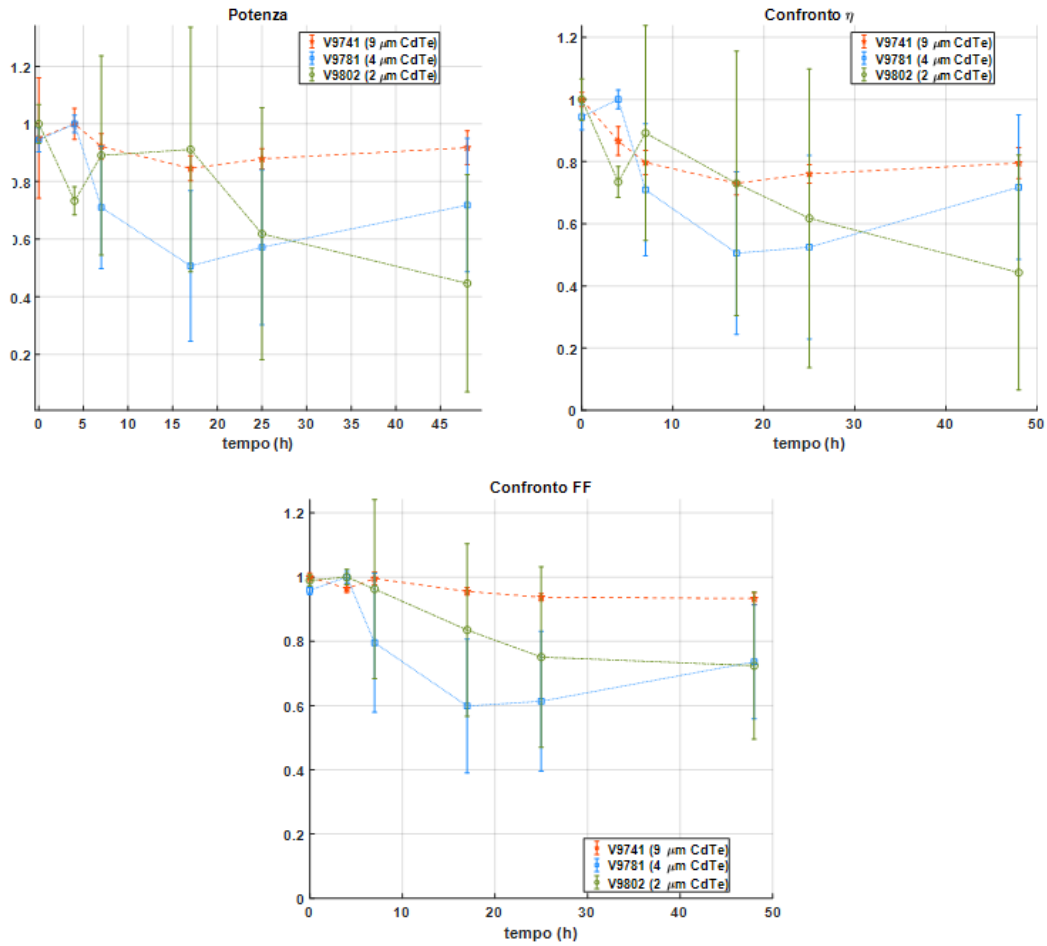 Potenza
V9741 (9 μm CdTe)
V9781 (4 μm CdTe)
V9802 (2 μm CdTe)
1.2
1
0.8
0.6
0.4
0.2
0 5 10 15 20 25 30 35 40 45
tempo (h)
Confronto η
V9741 (9 μm CdTe)
V9781 (4 μm CdTe)
V9802 (2 μm CdTe)
1.2
1
0.8
0.6
0.4
0.2
0
0 10 20 30 40 50
tempo (h)
Confronto FF
1.2
1
0.8
0.6
0.4
0.2
0
V9741 (9 μm CdTe)
V9781 (4 μm CdTe)
V9802 (2 μm CdTe)
0 10 20 30 40 50
tempo (h)